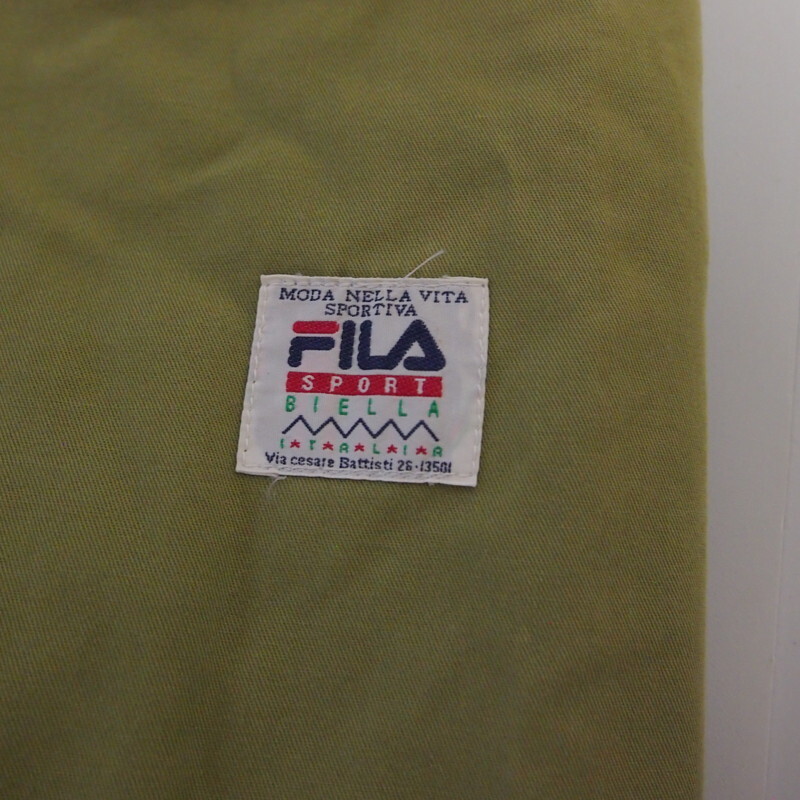 MODA NELLA VITA
SPORTIVA
FILA
SPORT
BIELLA
I★T★A★L★I★A
Via cesare Battisti 26·13501